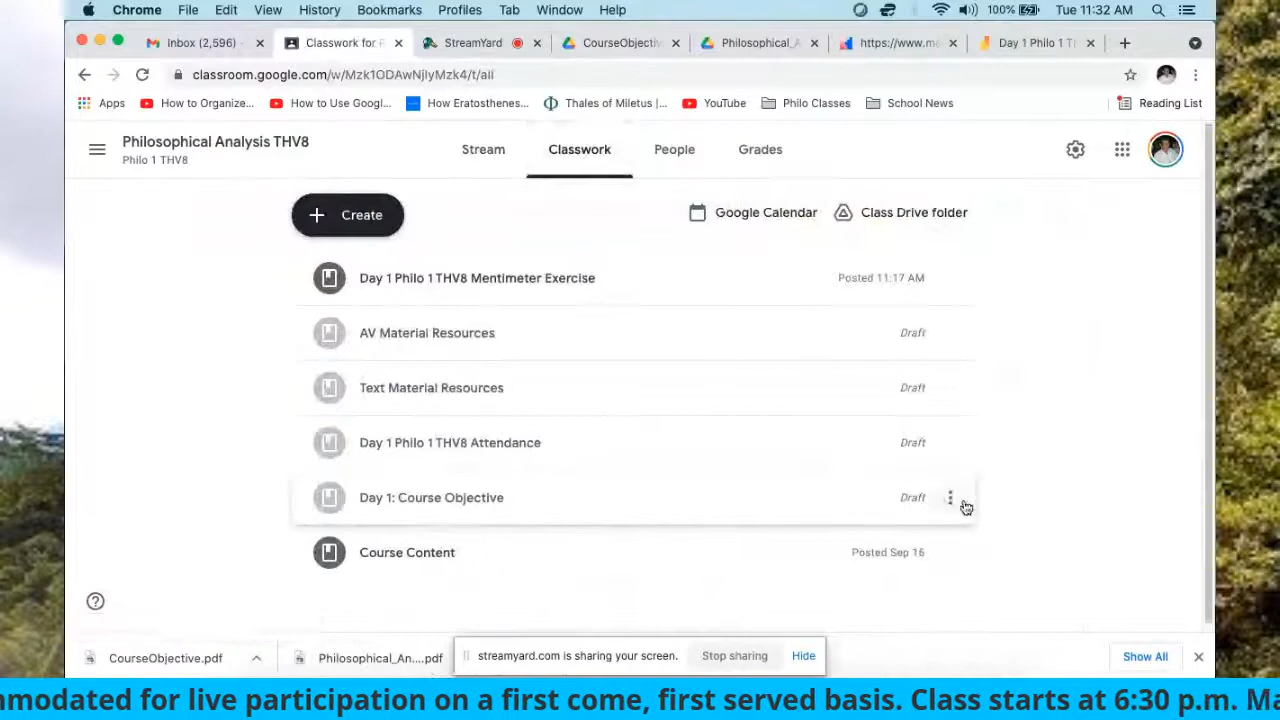 Chrome File Edit View History Bookmarks Profiles Tab Window Help 100% Tue 11:32 AM
Inbox (2,596) Classwork for StreamYard CourseObjectiv Philosophical_A https://www.m Day 1 Philo 1 T
classroom.google.com/w/Mzk1ODAwNjIyMzk4/t/all
Apps How to Organize... How to Use Googl... How Eratosthenes... Thales of Miletus |... YouTube Philo Classes School News Reading List
Philosophical Analysis THV8
Philo 1 THV8
Stream Classwork People Grades
+ Create Google Calendar Class Drive folder
Day 1 Philo 1 THV8 Mentimeter Exercise Posted 11:17 AM
AV Material Resources Draft
Text Material Resources Draft
Day 1 Philo 1 THV8 Attendance Draft
Day 1: Course Objective Draft
Course Content Posted Sep 16
CourseObjective.pdf Philosophical_An....pdf streamyard.com is sharing your screen. Stop sharing Hide Show All
mmodated for live participation on a first come, first served basis. Class starts at 6:30 p.m. Ma